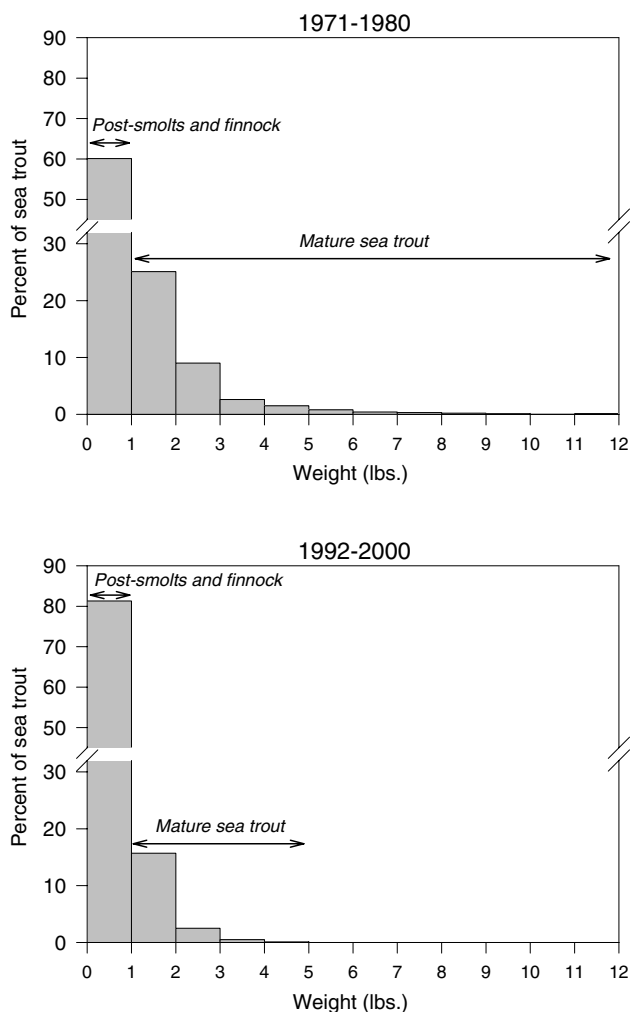 1971-1980
90
80
70
60
50
30
20
10
0
Percent of sea trout
Post-smolts and finnock
Mature sea trout
0 1 2 3 4 5 6 7 8 9 10 11 12
Weight (lbs.)
1992-2000
90
80
70
60
50
30
20
10
0
Percent of sea trout
Post-smolts and finnock
Mature sea trout
0 1 2 3 4 5 6 7 8 9 10 11 12
Weight (lbs.)